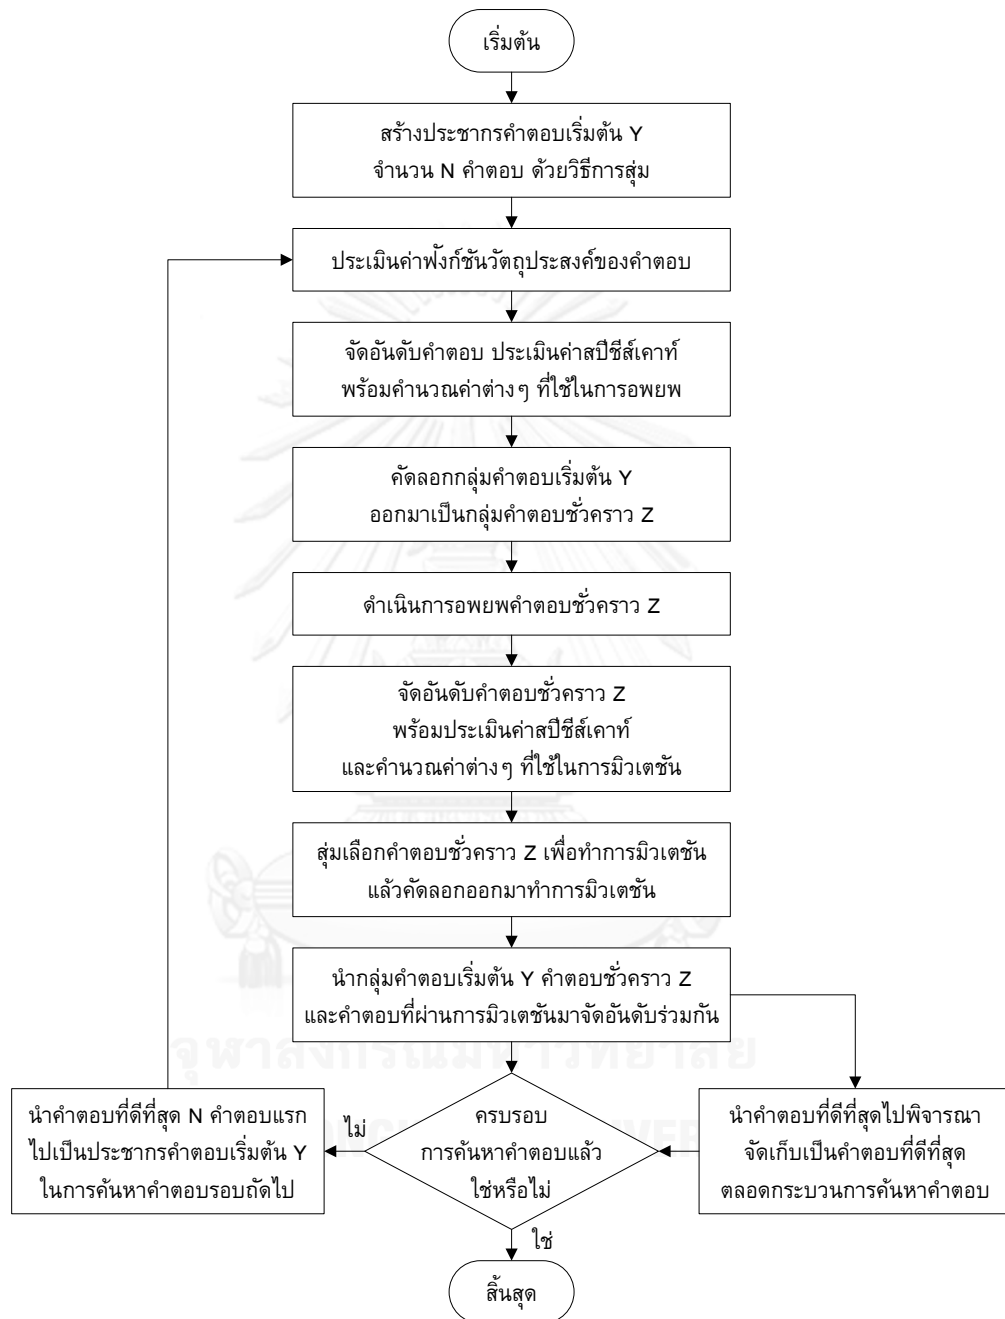 เริ่มต้น
สร้างประชากรคำตอบเริ่มต้น Y
จำนวน N คำตอบ ด้วยวิธีการสุ่ม
ประเมินค่าฟังก์ชันวัตถุประสงค์ของคำตอบ
จัดอันดับคำตอบ ประเมินค่าสปีชีส์เคาท์
พร้อมคำนวณค่าต่างๆ ที่ใช้ในการอพยพ
คัดลอกกลุ่มคำตอบเริ่มต้น Y
ออกมาเป็นกลุ่มคำตอบชั่วคราว Z
ดำเนินการอพยพคำตอบชั่วคราว Z
จัดอันดับคำตอบชั่วคราว Z
พร้อมประเมินค่าสปีชีส์เคาท์
และคำนวณค่าต่างๆ ที่ใช้ในการมิวเตชัน
สุ่มเลือกคำตอบชั่วคราว Z เพื่อทำการมิวเตชัน
แล้วคัดลอกออกมาทำการมิวเตชัน
นำกลุ่มคำตอบเริ่มต้น Y คำตอบชั่วคราว Z
และคำตอบที่ผ่านการมิวเตชันมาจัดอันดับร่วมกัน
จุฬาลงกรณ์มหาวิทยาลัย
นำคำตอบที่ดีที่สุด N คำตอบแรก
ไปเป็นประชากรคำตอบเริ่มต้น Y
ในการค้นหาคำตอบรอบถัดไป
ไม่
ครบรอบ
การค้นหาคำตอบแล้ว
ใช่หรือไม่
นำคำตอบที่ดีที่สุดไปพิจารณา
จัดเก็บเป็นคำตอบที่ดีที่สุด
ตลอดกระบวนการค้นหาคำตอบ
ใช่
สิ้นสุด